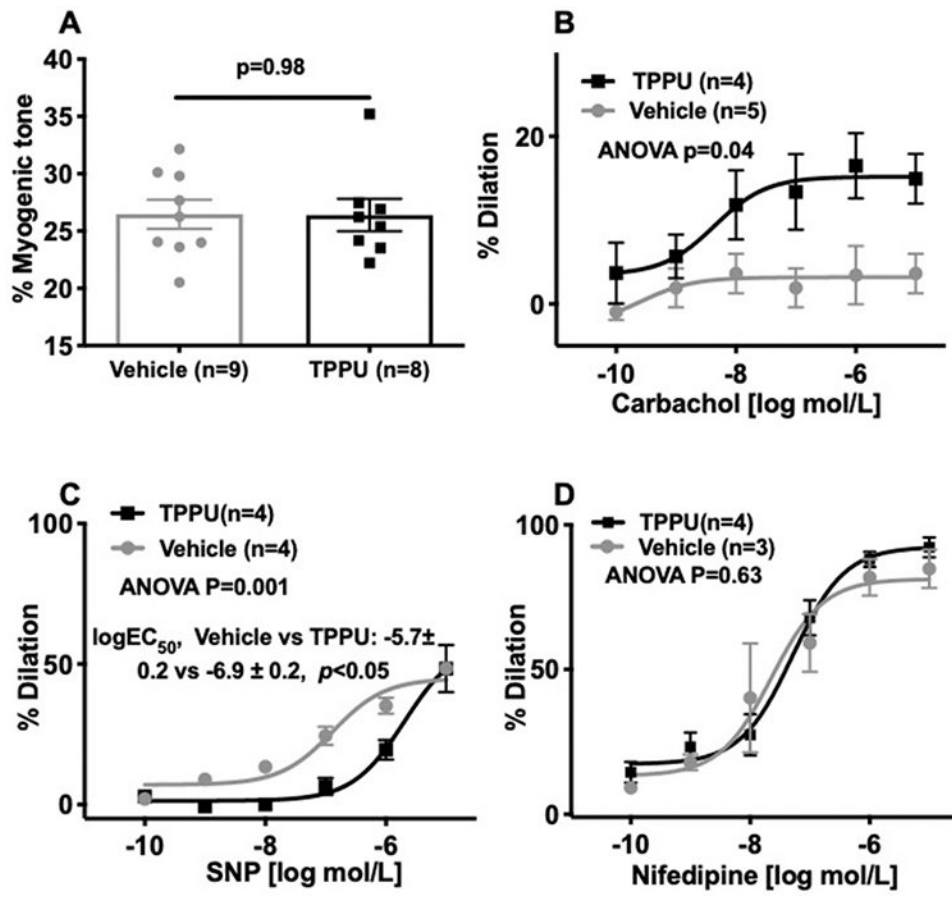 A
% Myogenic tone
40
35
30
25
20
15
p=0.98
Vehicle (n=9)
TPPU (n=8)
B
% Dilation
20
0
TPPU (n=4)
Vehicle (n=5)
ANOVA p=0.04
-10
-8
-6
Carbachol [log mol/L]
C
% Dilation
100
50
0
TPPU(n=4)
Vehicle (n=4)
ANOVA P=0.001
logEC50, Vehicle vs TPPU: -5.7±
0.2 vs -6.9 ± 0.2, p<0.05
-10
-8
-6
SNP [log mol/L]
D
% Dilation
100
50
0
TPPU(n=4)
Vehicle (n=3)
ANOVA P=0.63
-10
-8
-6
Nifedipine [log mol/L]